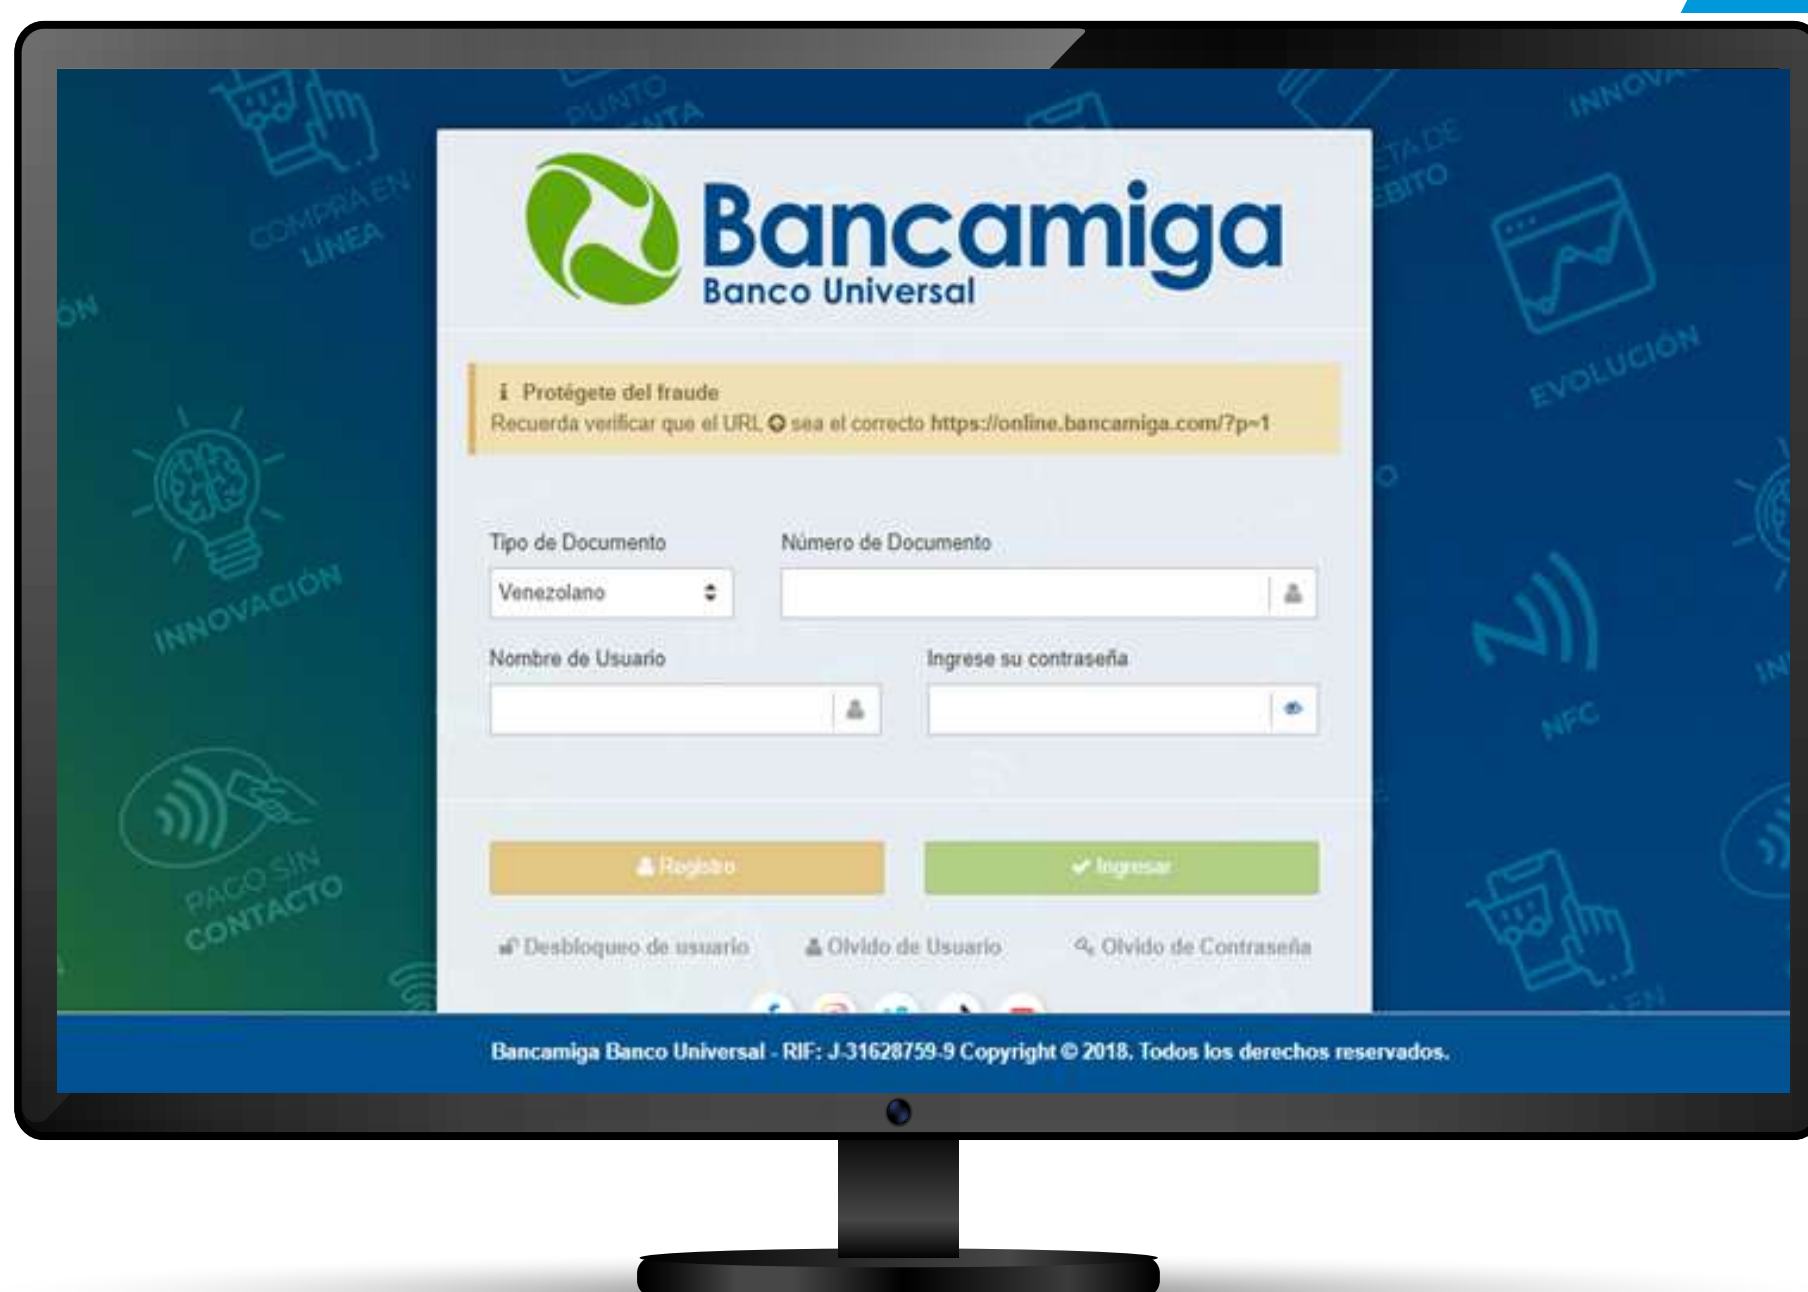 PUNTO
COMPRA EN
LÍNEA
INNOVACIÓN
PAGO SIN
CONTACTO
Bancamiga
Banco Universal
Protégete del fraude
Recuerda verificar que el URL sea el correcto https://online.bancamiga.com/?p=1
Tipo de Documento
Número de Documento
Venezolano
Nombre de Usuario
Ingrese su contraseña
Registro
Ingresar
Desbloqueo de usuario
Olvido de Usuario
Olvido de Contraseña
EVOLUCIÓN
NFC
Bancamiga Banco Universal - RIF: J-31628759-9 Copyright © 2018. Todos los derechos reservados.